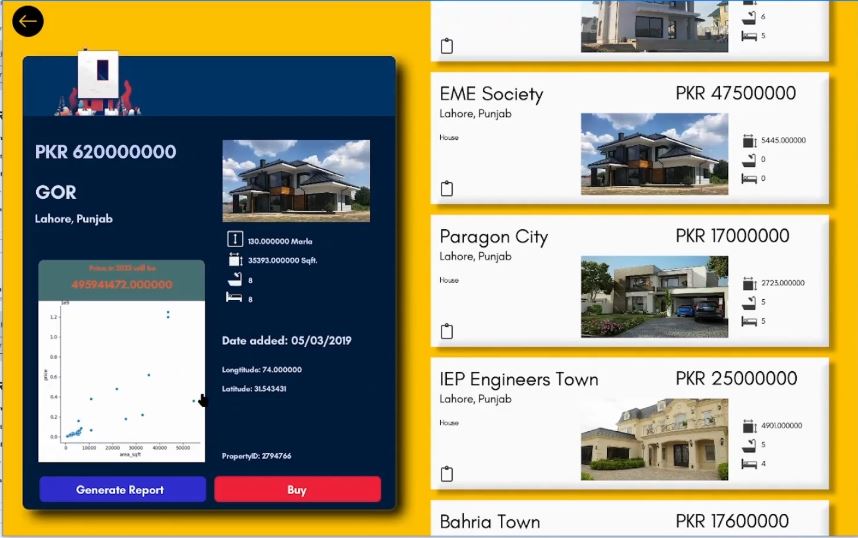 PKR 620000000
GOR
Lahore, Punjab
130.000000 Marla
35393.000000 Sqft.
8
8
Price in 2023 will be
495941472.000000
1e9
1.2
1.0
0.8
0.6
0.4
0.2
0.0
price
0
10000
20000
30000
40000
50000
area_sqft
Date added: 05/03/2019
Longtitude: 74.000000
Latitude: 31.543431
PropertyID: 2794766
Generate Report
Buy
6
5
EME Society
PKR 47500000
Lahore, Punjab
House
5445.000000
0
0
Paragon City
PKR 17000000
Lahore, Punjab
House
2725.000000
5
5
IEP Engineers Town
PKR 25000000
Lahore, Punjab
House
4901.000000
5
4
Bahria Town
PKR 17600000